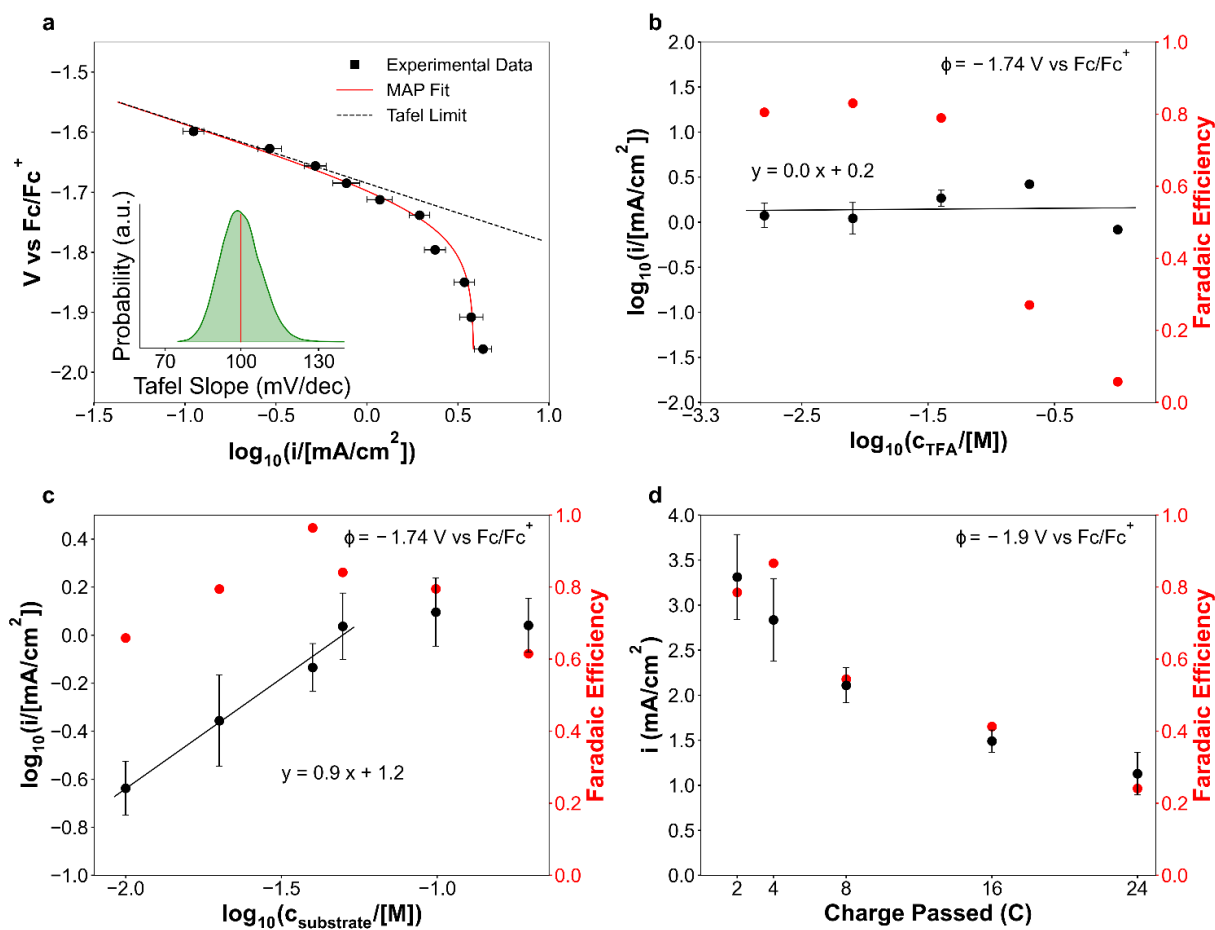 a
V vs Fc/Fc+
−1.5
−1.6
−1.7
−1.8
−1.9
−2.0
Experimental Data
MAP Fit
Tafel Limit
Probability (a.u.)
70 100 130
Tafel Slope (mV/dec)
−1.5 −1.0 −0.5 0.0 0.5 1.0
log10(i/[mA/cm2])
b
log10(i/[mA/cm2])
2.0
1.5
1.0
0.5
0.0
−0.5
−1.0
−1.5
−2.0
ϕ = −1.74 V vs Fc/Fc+
y = 0.0 x + 0.2
1.0
0.8
0.6
0.4
0.2
0.0
Faradaic Efficiency
−3.3 −2.5 −1.5 −0.5
log10(cTFA/[M])
c
log10(i/[mA/cm2])
0.4
0.2
0.0
−0.2
−0.4
−0.6
−0.8
−1.0
ϕ = −1.74 V vs Fc/Fc+
y = 0.9 x + 1.2
1.0
0.8
0.6
0.4
0.2
0.0
Faradaic Efficiency
−2.0 −1.5 −1.0
log10(csubstrate/[M])
d
i (mA/cm2)
4.0
3.5
3.0
2.5
2.0
1.5
1.0
0.5
0.0
ϕ = −1.9 V vs Fc/Fc+
1.0
0.8
0.6
0.4
0.2
0.0
Faradaic Efficiency
2 4 8 16 24
Charge Passed (C)